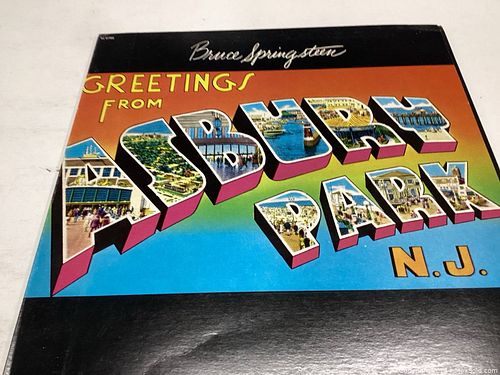 Bruce Springsteen
GREETINGS
FROM
ASBURY
PARK
N.J.